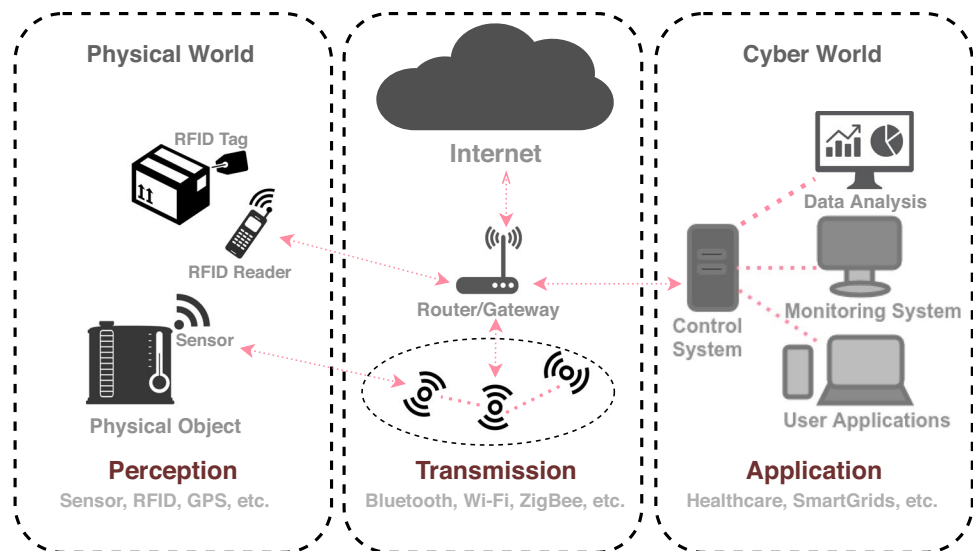 Physical World
RFID Tag
RFID Reader
Sensor
Physical Object
Perception
Sensor, RFID, GPS, etc.
Internet
Router/Gateway
Transmission
Bluetooth, Wi-Fi, ZigBee, etc.
Cyber World
Data Analysis
Monitoring System
Control
System
User Applications
Application
Healthcare, SmartGrids, etc.